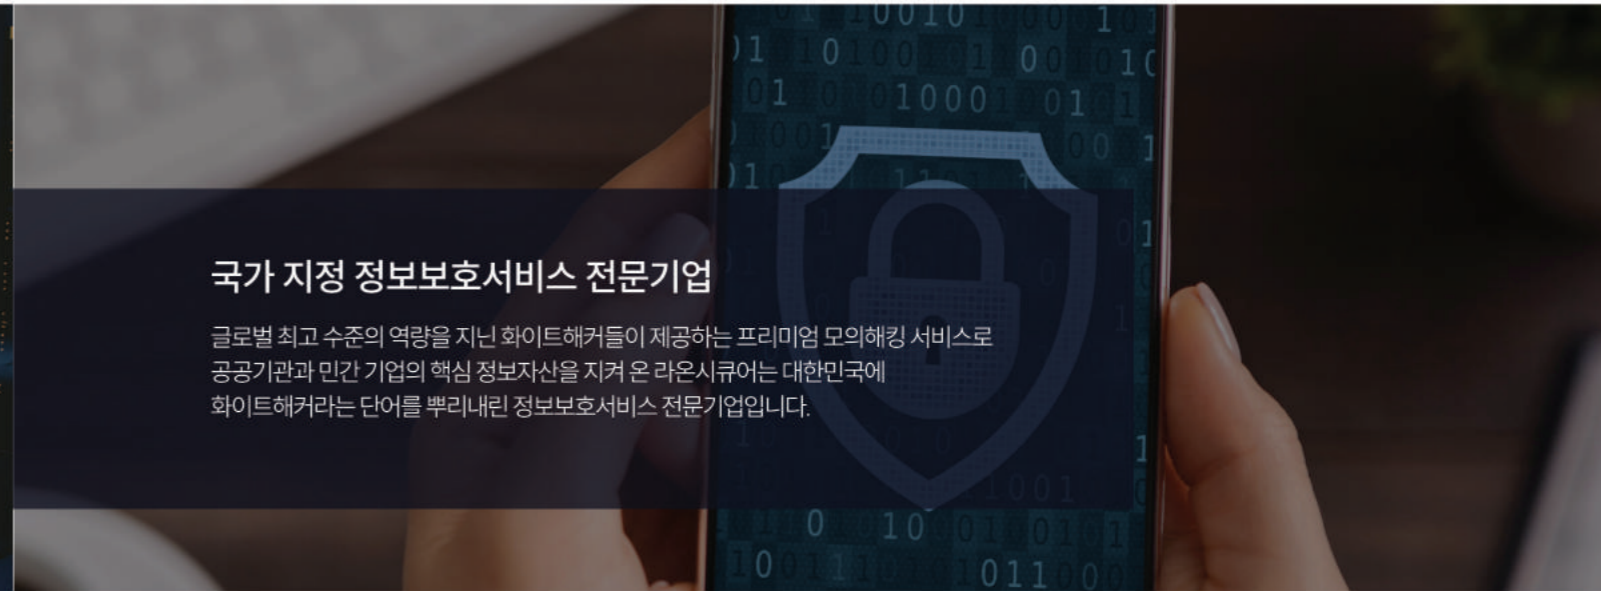 국가 지정 정보보호서비스 전문기업
글로벌 최고 수준의 역량을 지닌 화이트해커들이 제공하는 프리미엄 모의해킹 서비스로
공공기관과 민간 기업의 핵심 정보자산을 지켜 온 라온시큐어는 대한민국에
화이트해커라는 단어를 뿌리내린 정보보호서비스 전문기업입니다.